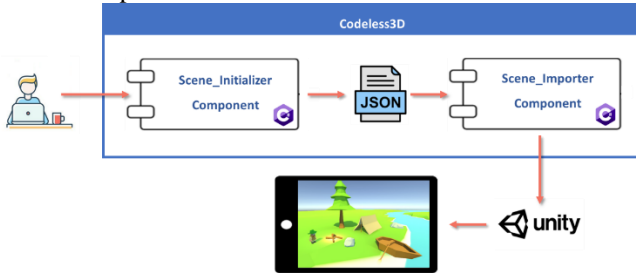 Codeless3D
Scene_Initializer
Component
JSON
Scene_Importer
Component
unity